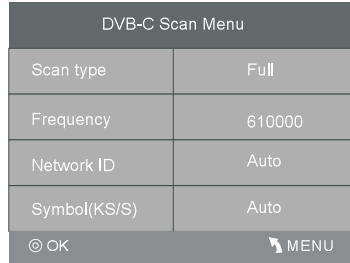 DVB-C Scan Menu
Scan type Full
Frequency 610000
Network ID Auto
Symbol(KS/S) Auto
OK MENU